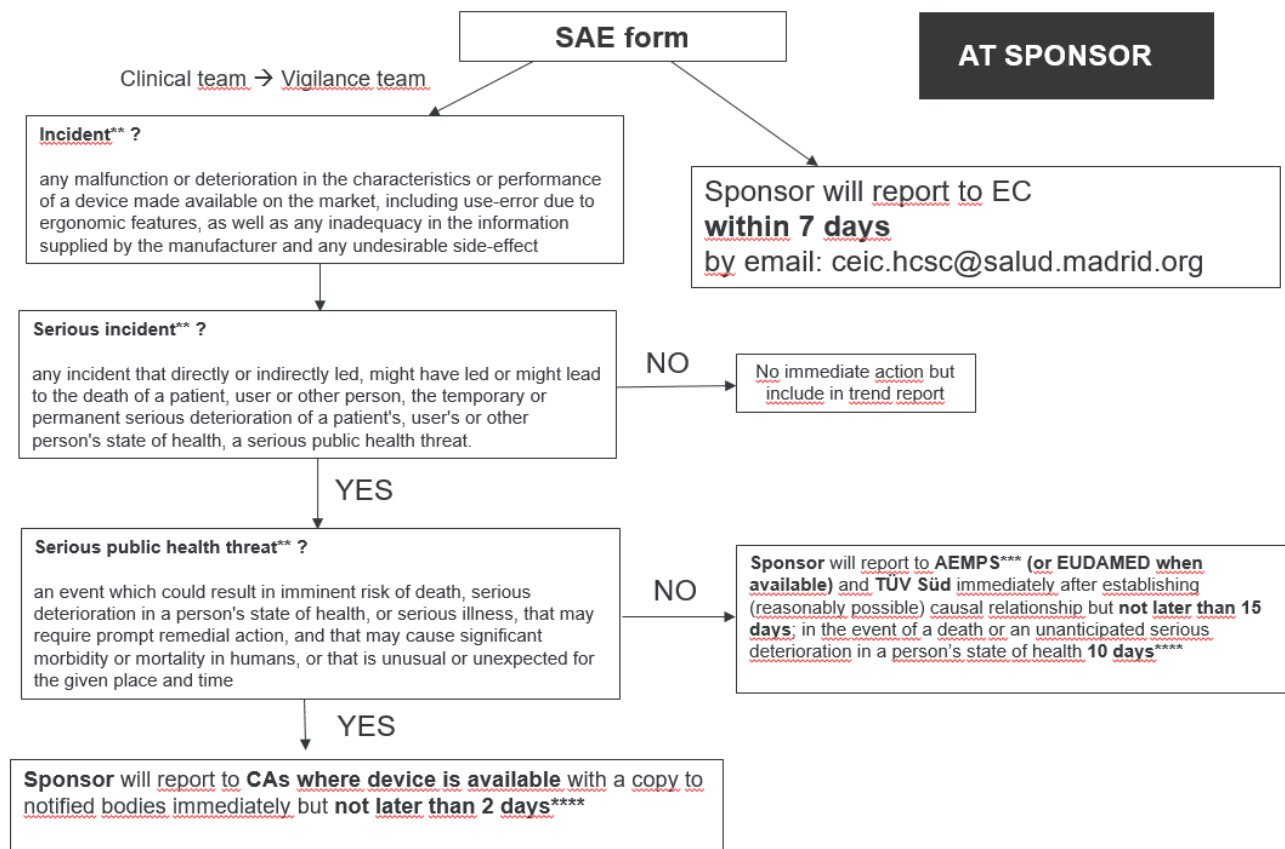 SAE form
AT SPONSOR
Clinical team → Vigilance team
Incident** ?
any malfunction or deterioration in the characteristics or performance
of a device made available on the market, including use-error due to
ergonomic features, as well as any inadequacy in the information
supplied by the manufacturer and any undesirable side-effect
Sponsor will report to EC
within 7 days
by email: ceic.hcsc@salud.madrid.org
Serious incident** ?
any incident that directly or indirectly led, might have led or might lead
to the death of a patient, user or other person, the temporary or
permanent serious deterioration of a patient's, user's or other
person's state of health, a serious public health threat.
NO
No immediate action but
include in trend report
YES
Serious public health threat** ?
an event which could result in imminent risk of death, serious
deterioration in a person's state of health, or serious illness, that may
require prompt remedial action, and that may cause significant
morbidity or mortality in humans, or that is unusual or unexpected for
the given place and time
NO
Sponsor will report to AEMPS*** (or EUDAMED when
available) and TÜV Süd immediately after establishing
(reasonably possible) causal relationship but not later than 15
days; in the event of a death or an unanticipated serious
deterioration in a person's state of health 10 days****
YES
Sponsor will report to CAs where device is available with a copy to
notified bodies immediately but not later than 2 days****